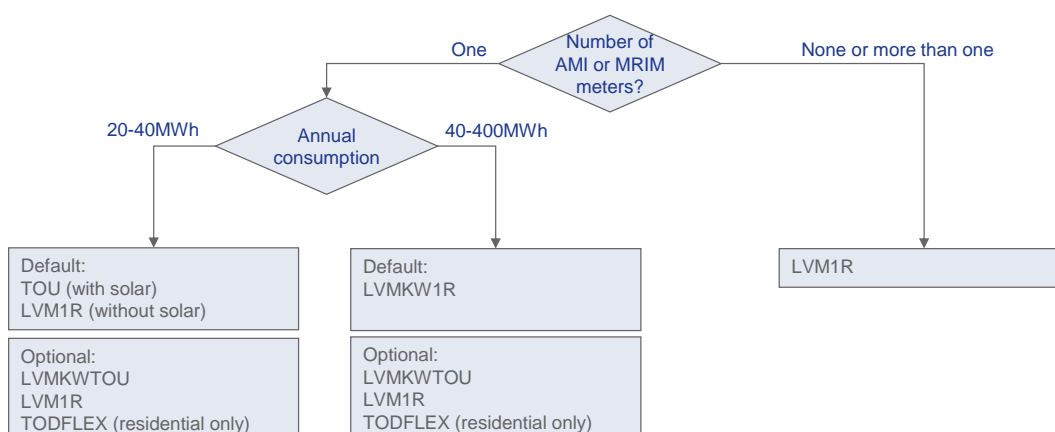 Number of
AMI or MRIM
meters?
One
None or more than one
Annual
consumption
20-40MWh
40-400MWh
Default:
TOU (with solar)
LVM1R (without solar)
Optional:
LVMKWTOU
LVM1R
TODFLEX (residential only)
Default:
LVMKW1R
Optional:
LVMKWTOU
LVM1R
TODFLEX (residential only)
LVM1R